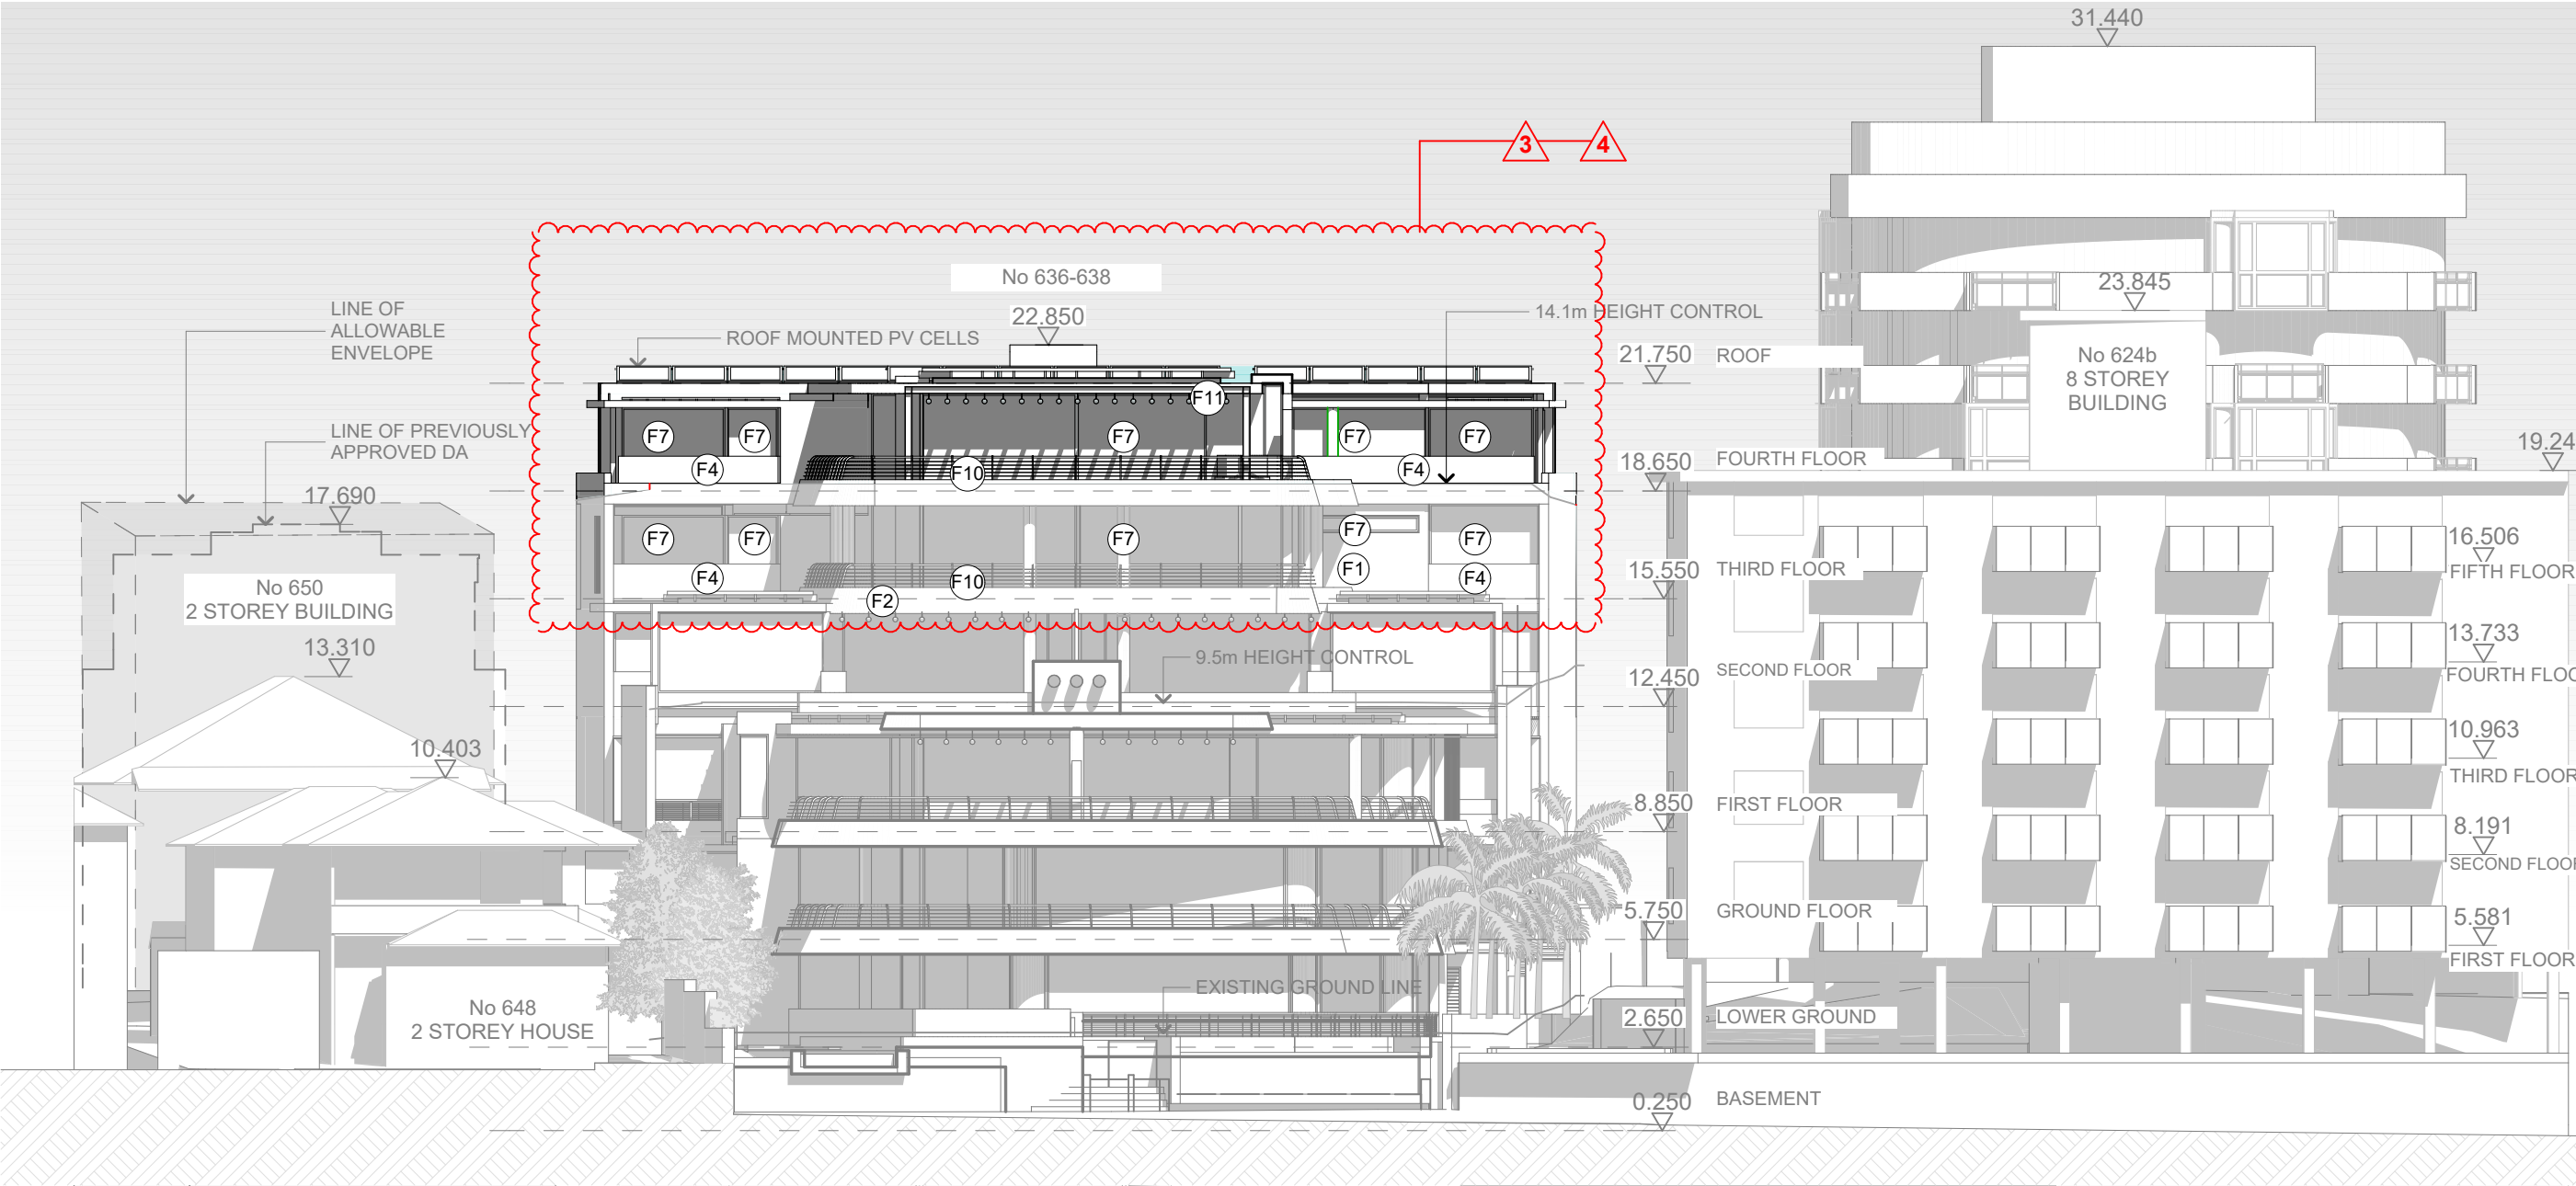 31.440
3
4
No 636-638
23.845
LINE OF
ALLOWABLE
ENVELOPE
22.850
14.1m HEIGHT CONTROL
ROOF MOUNTED PV CELLS
21.750
ROOF
No 624b
8 STOREY
BUILDING
F11
LINE OF PREVIOUSLY
APPROVED DA
F7
F7
F7
F7
F7
19.24
18.650
FOURTH FLOOR
F4
F10
F4
17.690
F7
F7
F7
F7
F7
16.506
FIFTH FLOOR
15.550
THIRD FLOOR
F1
F4
F10
F4
F2
No 650
2 STOREY BUILDING
13.310
13.733
FOURTH FLOO
9.5m HEIGHT CONTROL
12.450
SECOND FLOOR
10.403
10.963
THIRD FLOOR
8.850
FIRST FLOOR
8.191
SECOND FLOOR
5.750
GROUND FLOOR
5.581
FIRST FLOOR
EXISTING GROUND LINE
No 648
2 STOREY HOUSE
2.650
LOWER GROUND
0.250
BASEMENT